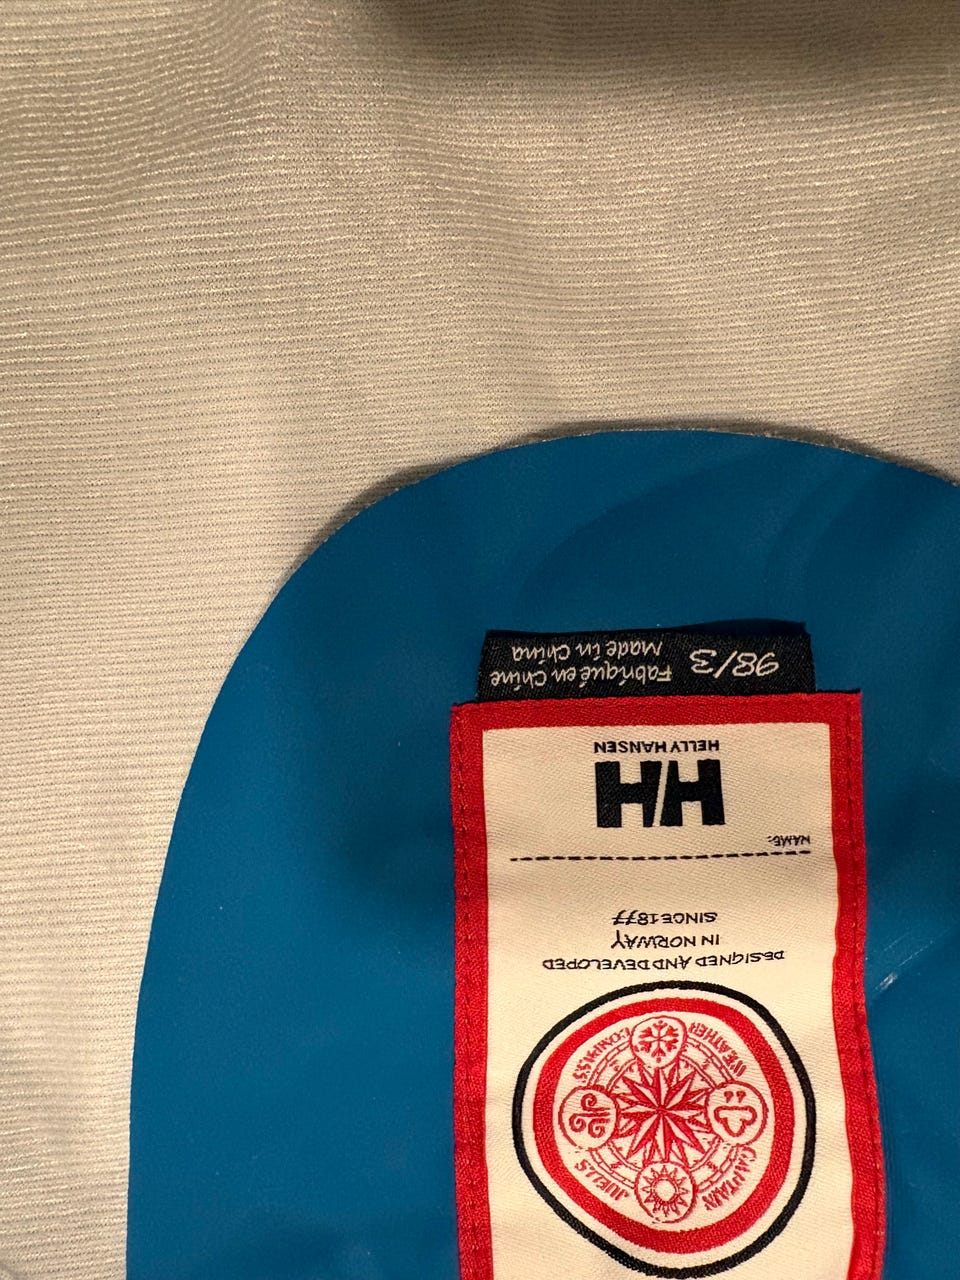 CAPTAIN JUELL'S
WEATHER COMPASS
DESIGNED AND DEVELOPED
IN NORWAY
SINCE 1877
NAME:
HH
HELLY HANSEN
98/3 Fabriqué en Chine
Made in China